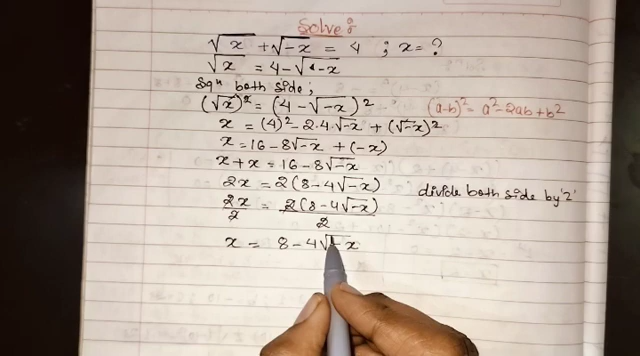 Solve :
√x + √-x = 4 ; x = ?
√x = 4 - √-x
Sqⁿ both side ;
(√x)² = (4 - √-x)² (a-b)² = a² - 2ab + b²
x = (4)² - 2·4·√-x + (√-x)²
x = 16 - 8√-x + (-x)
x + x = 16 - 8√-x
2x = 2(8 - 4√-x) divide both side by '2'
2x/2 = 2(8 - 4√-x)/2
x = 8 - 4√-x